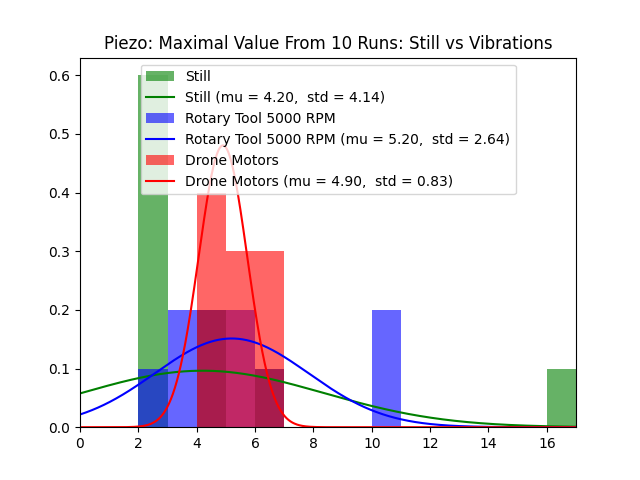 Piezo: Maximal Value From 10 Runs: Still vs Vibrations
Still
Still (mu = 4.20,  std = 4.14)
Rotary Tool 5000 RPM
Rotary Tool 5000 RPM (mu = 5.20,  std = 2.64)
Drone Motors
Drone Motors (mu = 4.90,  std = 0.83)
0.6
0.5
0.4
0.3
0.2
0.1
0.0
0 2 4 6 8 10 12 14 16